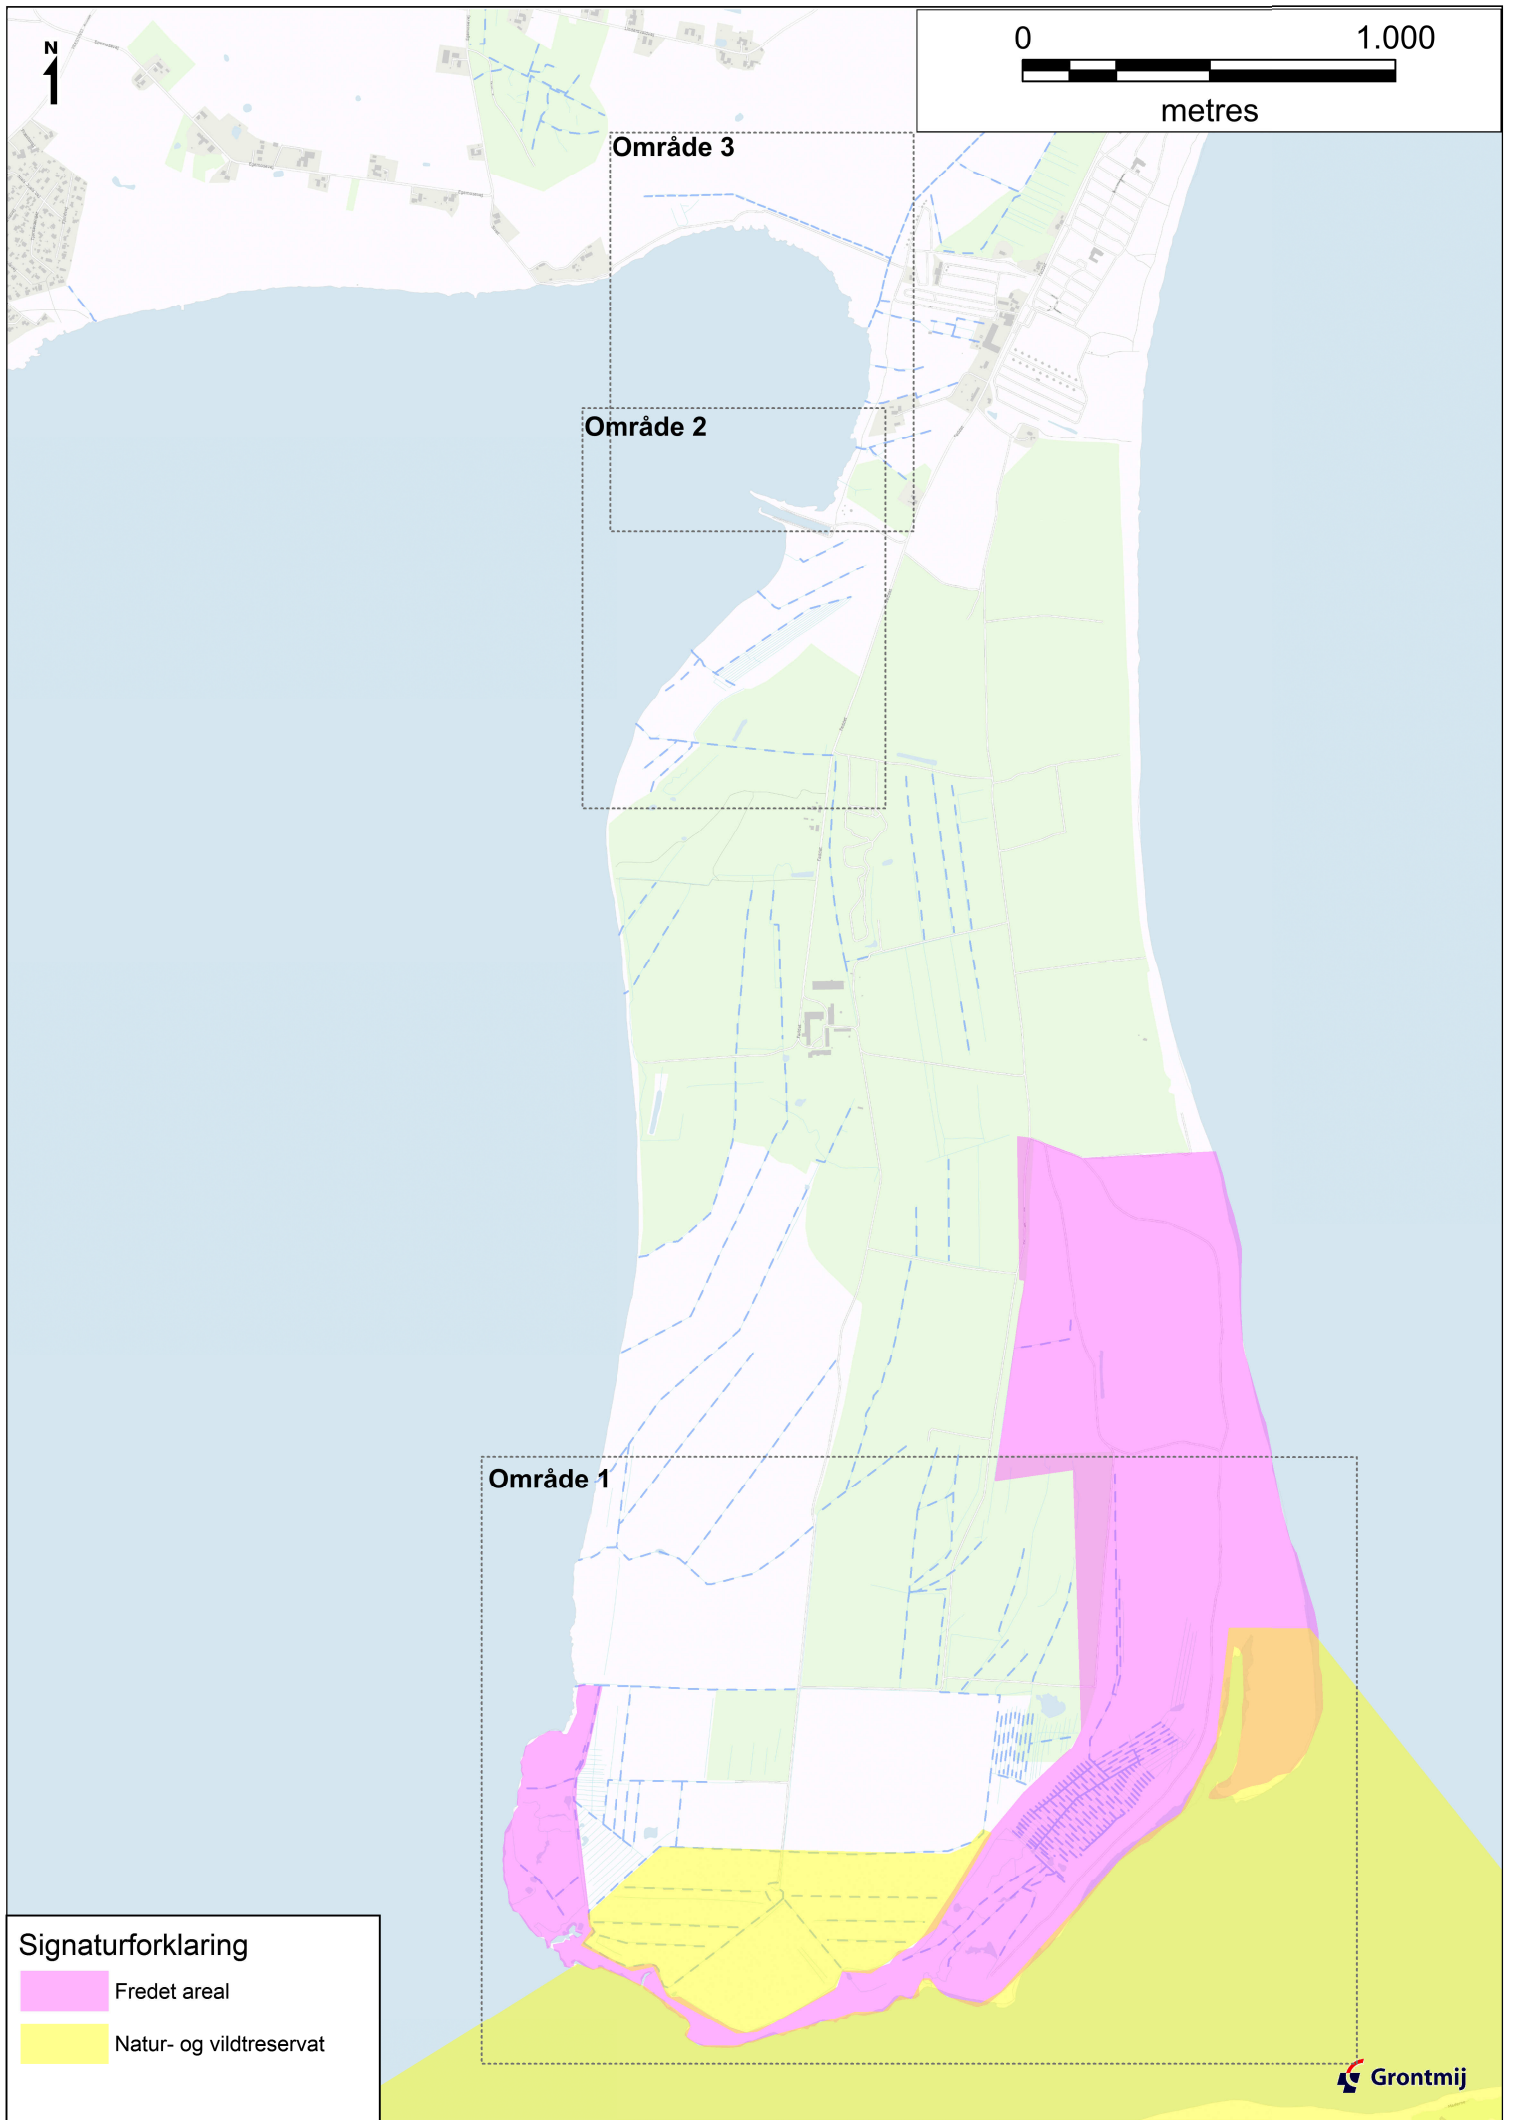 N
0 1.000
metres
Område 3
Område 2
Område 1
Signaturforklaring
Fredet areal
Natur- og vildtreservat
Grontmij